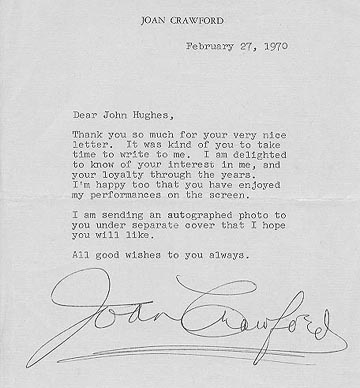 JOAN CRAWFORD
February 27, 1970
Dear John Hughes,
Thank you so much for your very nice
letter. It was kind of you to take
time to write to me. I am delighted
to know of your interest in me, and
your loyalty through the years.
I'm happy too that you have enjoyed
my performances on the screen.
I am sending an autographed photo to
you under separate cover that I hope
you will like.
All good wishes to you always.
Joan Crawford